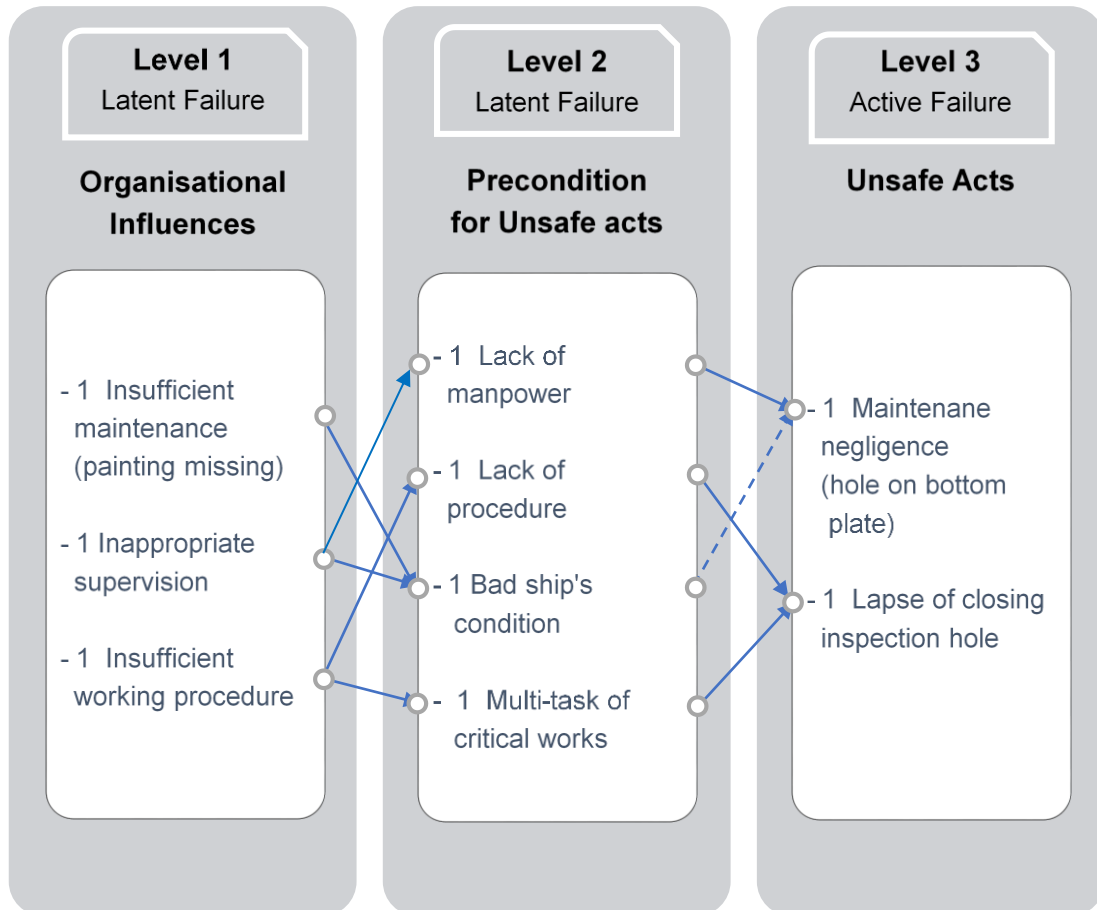 Level 1
Latent Failure
Organisational
Influences
- 1 Insufficient
maintenance
(painting missing)
- 1 Inappropriate
supervision
- 1 Insufficient
working procedure
Level 2
Latent Failure
Precondition
for Unsafe acts
- 1 Lack of
manpower
- 1 Lack of
procedure
- 1 Bad ship's
condition
- 1 Multi-task of
critical works
Level 3
Active Failure
Unsafe Acts
- 1 Maintenane
negligence
(hole on bottom
plate)
- 1 Lapse of closing
inspection hole